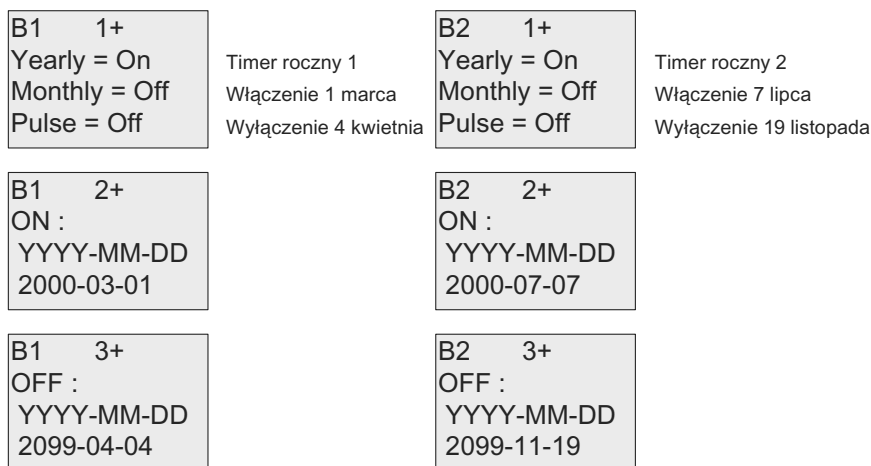 B1 1+
Yearly = On
Monthly = Off
Pulse = Off
Timer roczny 1
Włączenie 1 marca
Wyłączenie 4 kwietnia
B2 1+
Yearly = On
Monthly = Off
Pulse = Off
Timer roczny 2
Włączenie 7 lipca
Wyłączenie 19 listopada
B1 2+
ON :
YYYY-MM-DD
2000-03-01
B2 2+
ON :
YYYY-MM-DD
2000-07-07
B1 3+
OFF :
YYYY-MM-DD
2099-04-04
B2 3+
OFF :
YYYY-MM-DD
2099-11-19